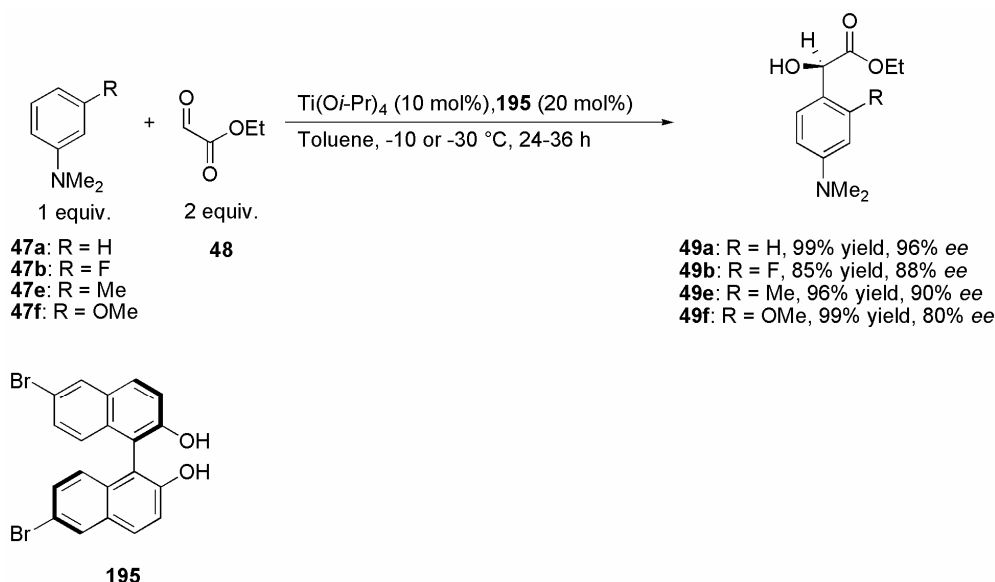 R
NMe2
1 equiv.
+
O
OEt
O
2 equiv.
48
Ti(Oi-Pr)4 (10 mol%),195 (20 mol%)
Toluene, -10 or -30 °C, 24-36 h
H
O
HO
OEt
R
NMe2
47a: R = H
47b: R = F
47e: R = Me
47f: R = OMe
49a: R = H, 99% yield, 96% ee
49b: R = F, 85% yield, 88% ee
49e: R = Me, 96% yield, 90% ee
49f: R = OMe, 99% yield, 80% ee
Br
OH
OH
Br
195